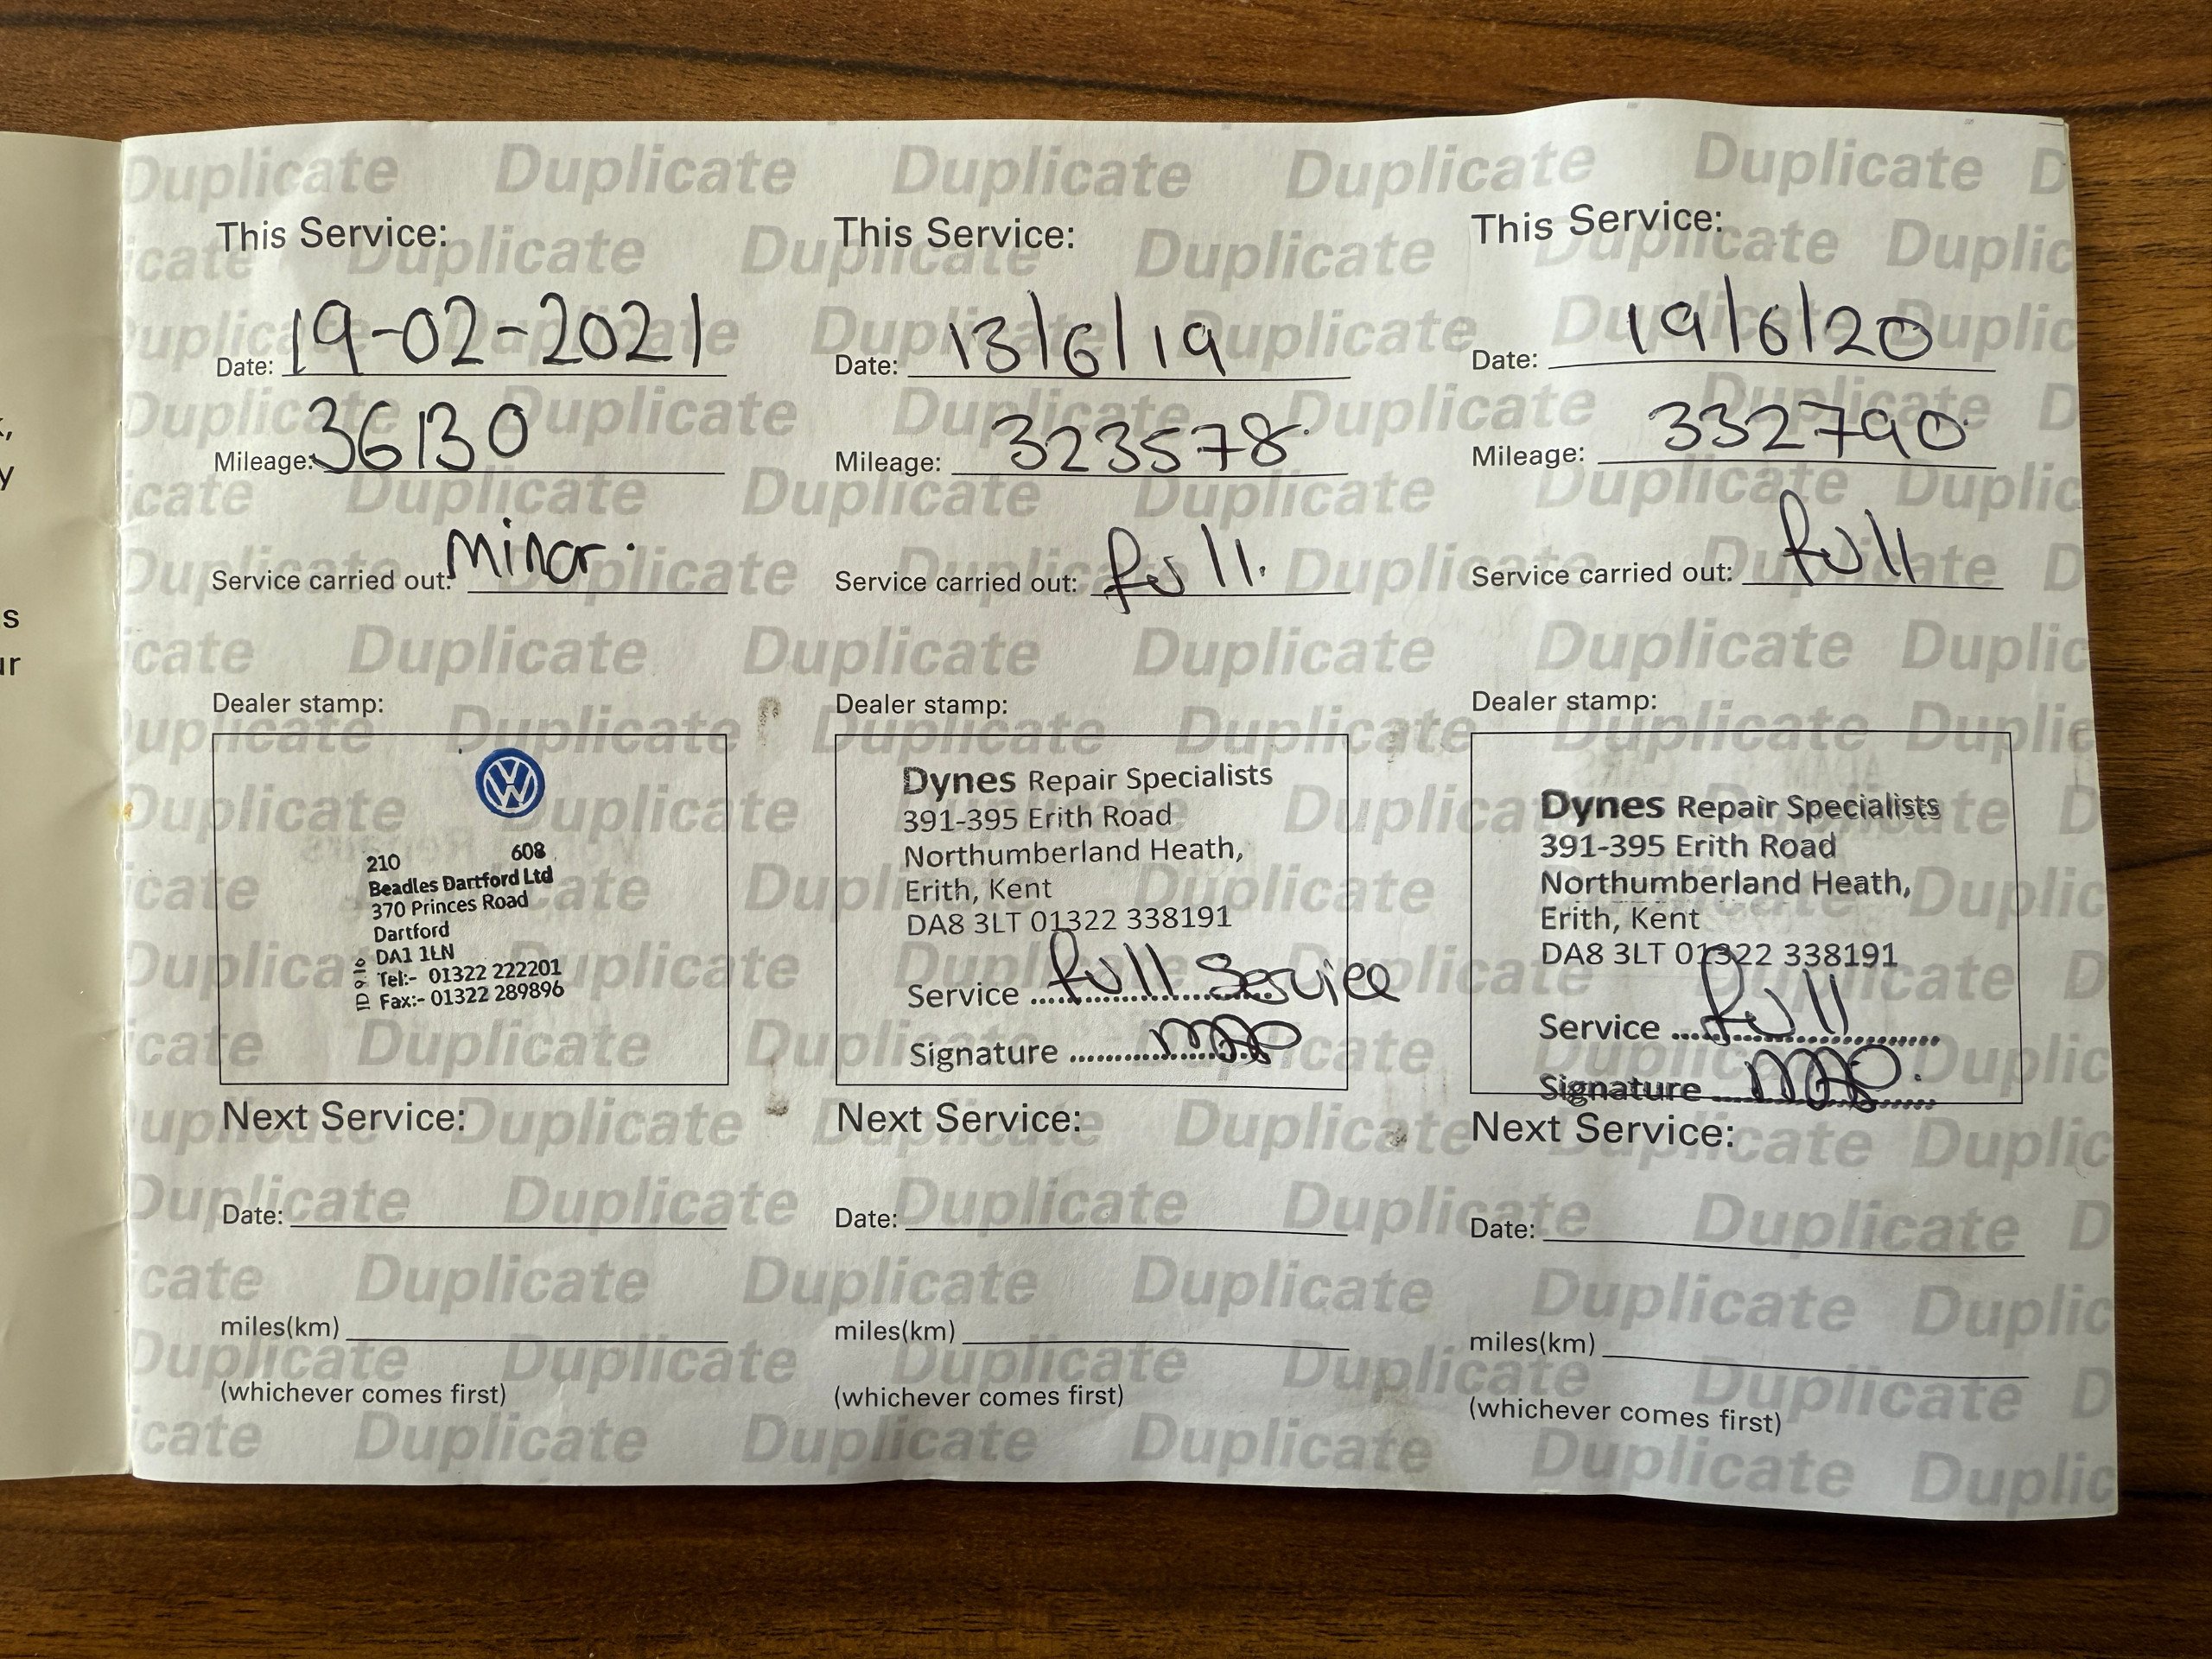 This Service:
Date: 19-02-2021
Mileage: 36130
Service carried out: Minor.
Dealer stamp:
210 608
Beadles Dartford Ltd
370 Princes Road
Dartford
DA1 1LN
Tel:- 01322 222201
Fax:- 01322 289896
Next Service:
Date:
miles(km)
(whichever comes first)
This Service:
Date: 13/6/19
Mileage: 323578.
Service carried out: full.
Dealer stamp:
Dynes Repair Specialists
391-395 Erith Road
Northumberland Heath,
Erith, Kent
DA8 3LT 01322 338191
Service full Service
Signature
Next Service:
Date:
miles(km)
(whichever comes first)
This Service:
Date: 19/6/20
Mileage: 332790.
Service carried out: full
Dealer stamp:
Dynes Repair Specialists
391-395 Erith Road
Northumberland Heath,
Erith, Kent
DA8 3LT 01322 338191
Service full
Signature
Next Service:
Date:
miles(km)
(whichever comes first)
Duplicate